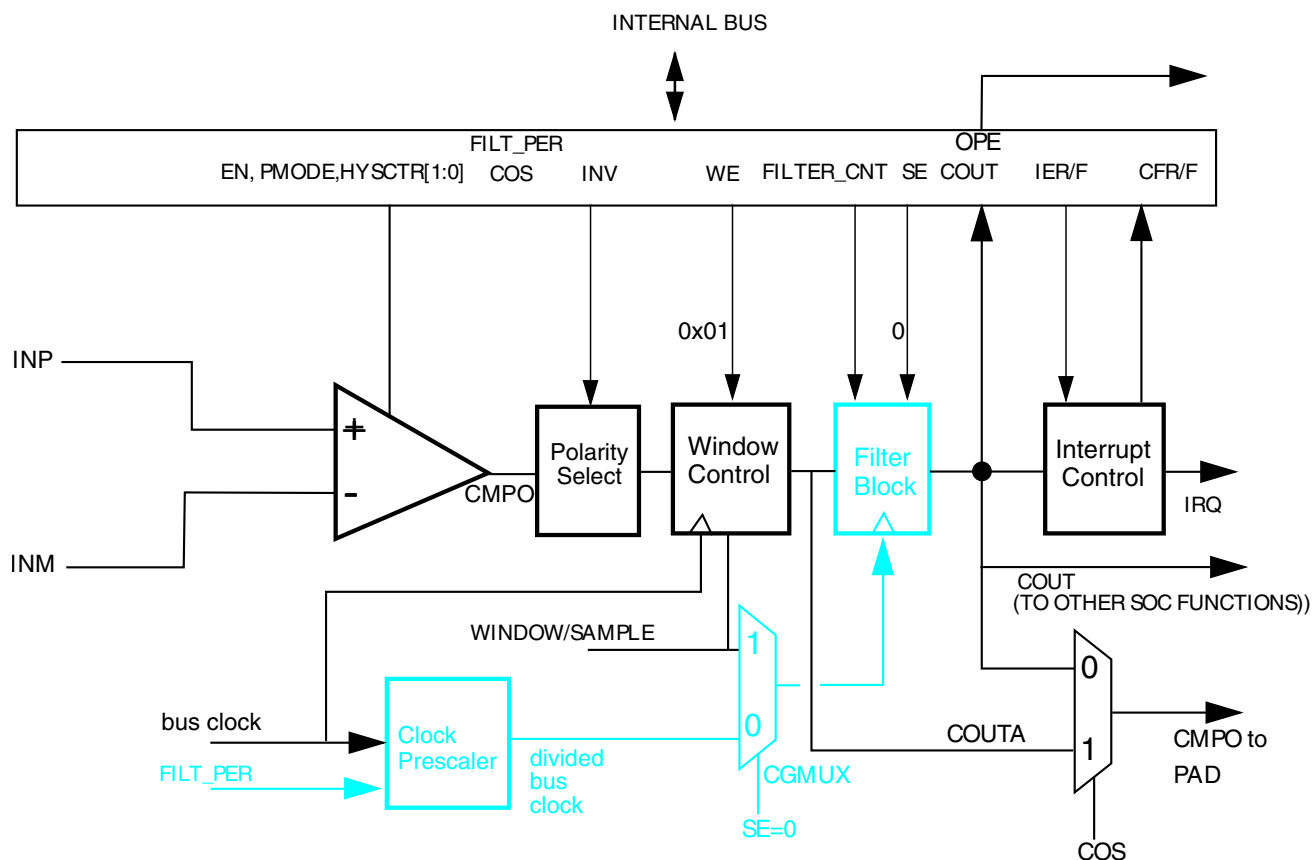 INTERNAL BUS
FILT_PER
OPE
EN, PMODE,HYSCTR[1:0]
COS
INV
WE
FILTER_CNT
SE
COUT
IER/F
CFR/F
0x01
0
INP
+
-
INM
CMPO
Polarity
Select
Window
Control
Filter
Block
Interrupt
Control
IRQ
COUT
(TO OTHER SOC FUNCTIONS))
WINDOW/SAMPLE
1
0
CGMUX
SE=0
bus clock
FILT_PER
Clock
Prescaler
divided
bus
clock
COUTA
0
1
CMPO to
PAD
COS